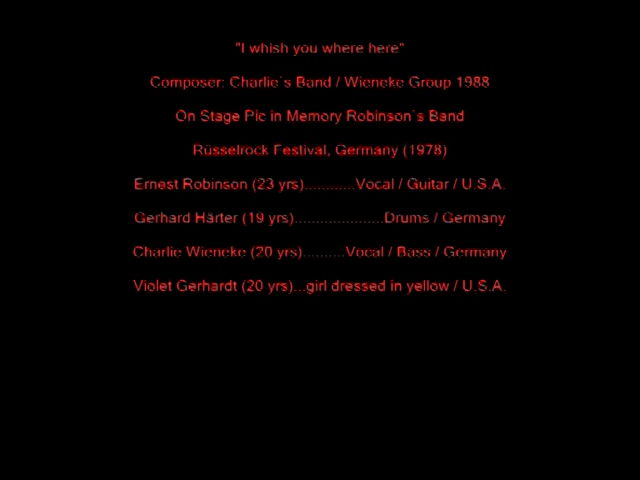 "I whish you where here"
Composer: Charlie`s Band / Wieneke Group 1988
On Stage Pic in Memory Robinson`s Band
Rüsselrock Festival, Germany (1978)
Ernest Robinson (23 yrs)............Vocal / Guitar / U.S.A.
Gerhard Härter (19 yrs).....................Drums / Germany
Charlie Wieneke (20 yrs)..........Vocal / Bass / Germany
Violet Gerhardt (20 yrs)...girl dressed in yellow / U.S.A.